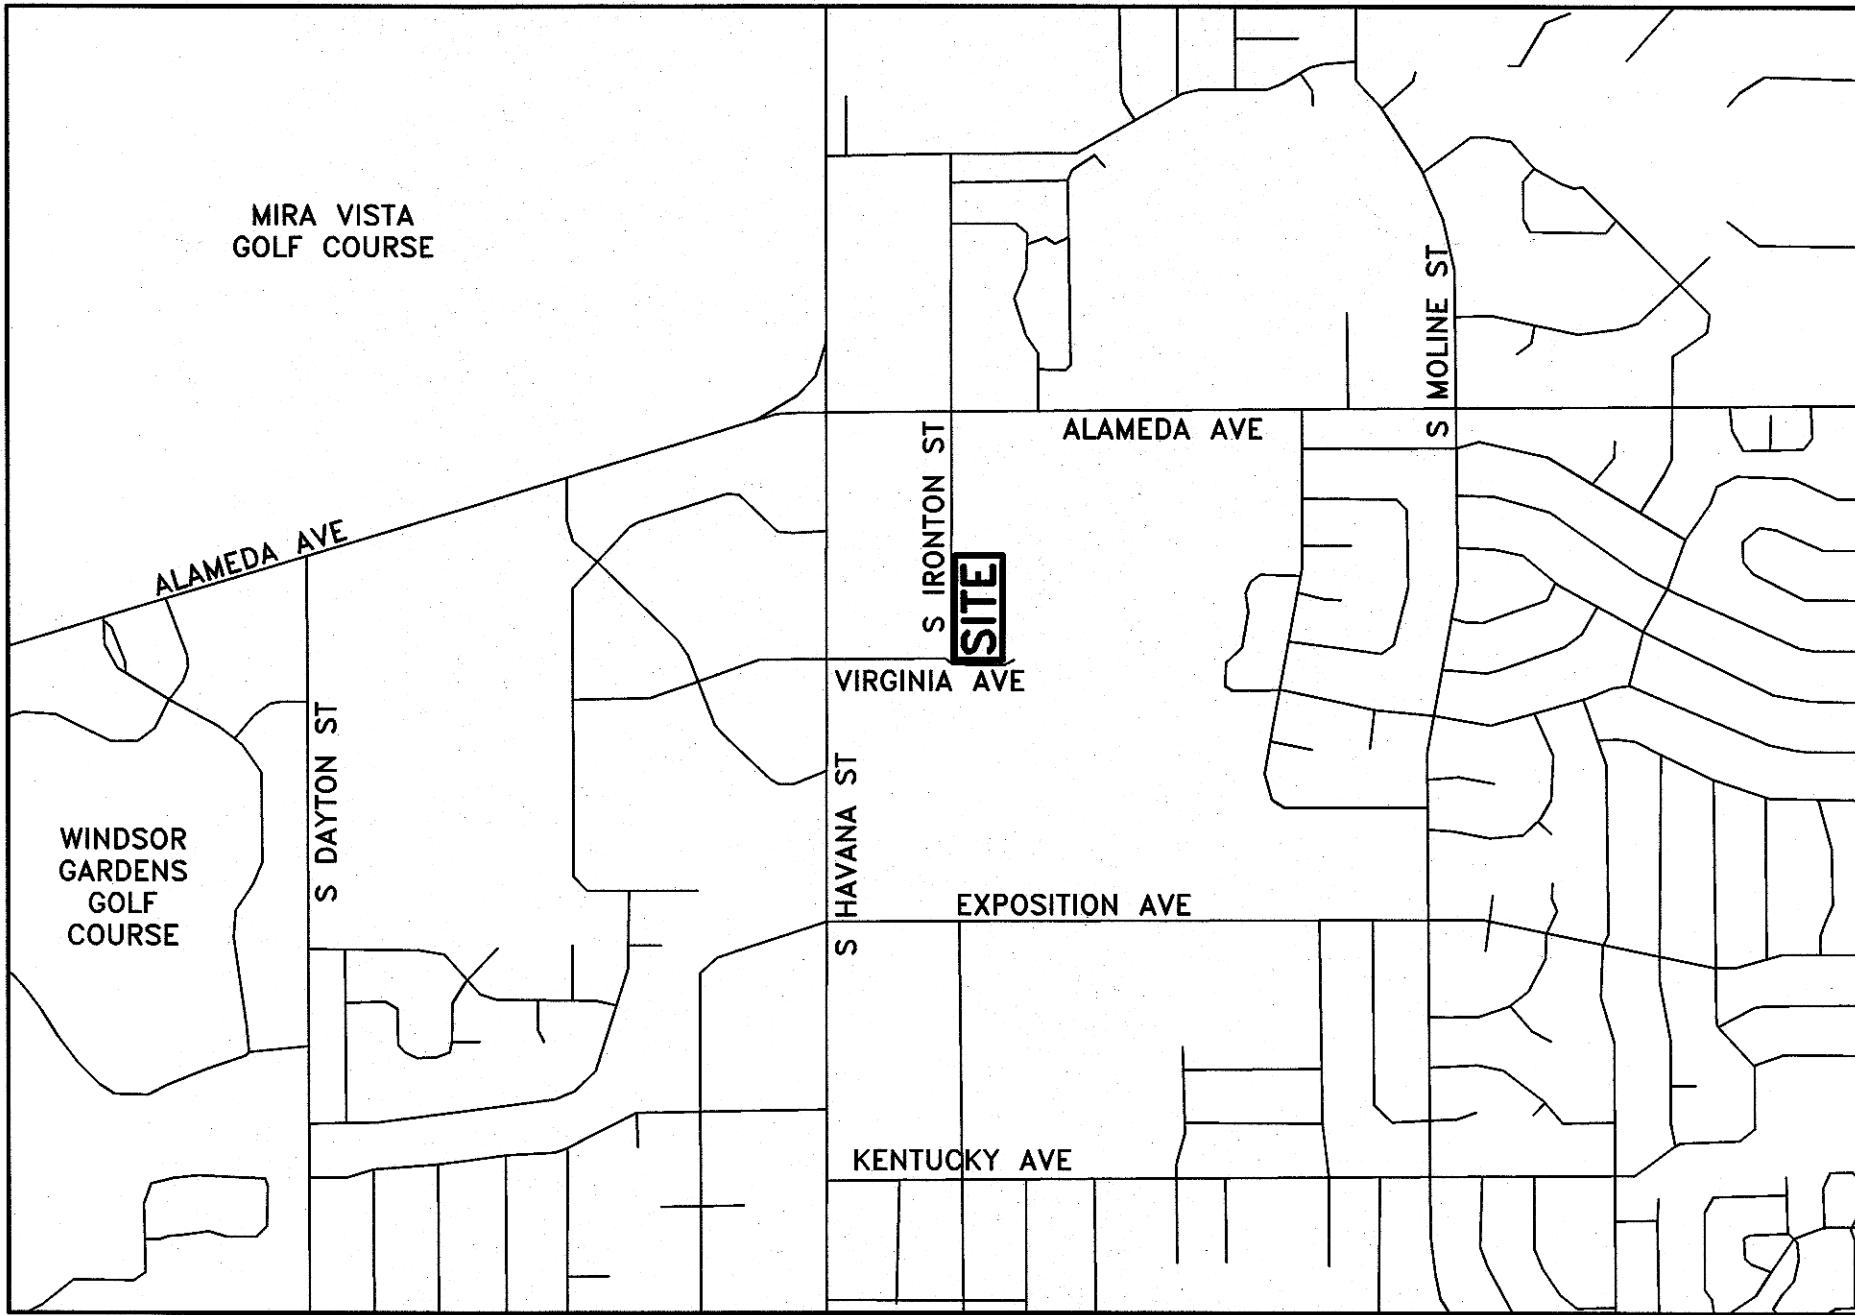 MIRA VISTA
GOLF COURSE
S MOLINE ST
ALAMEDA AVE
S IRONTON ST
ALAMEDA AVE
SITE
VIRGINIA AVE
S DAYTON ST
S HAVANA ST
WINDSOR
GARDENS
GOLF
COURSE
EXPOSITION AVE
KENTUCKY AVE